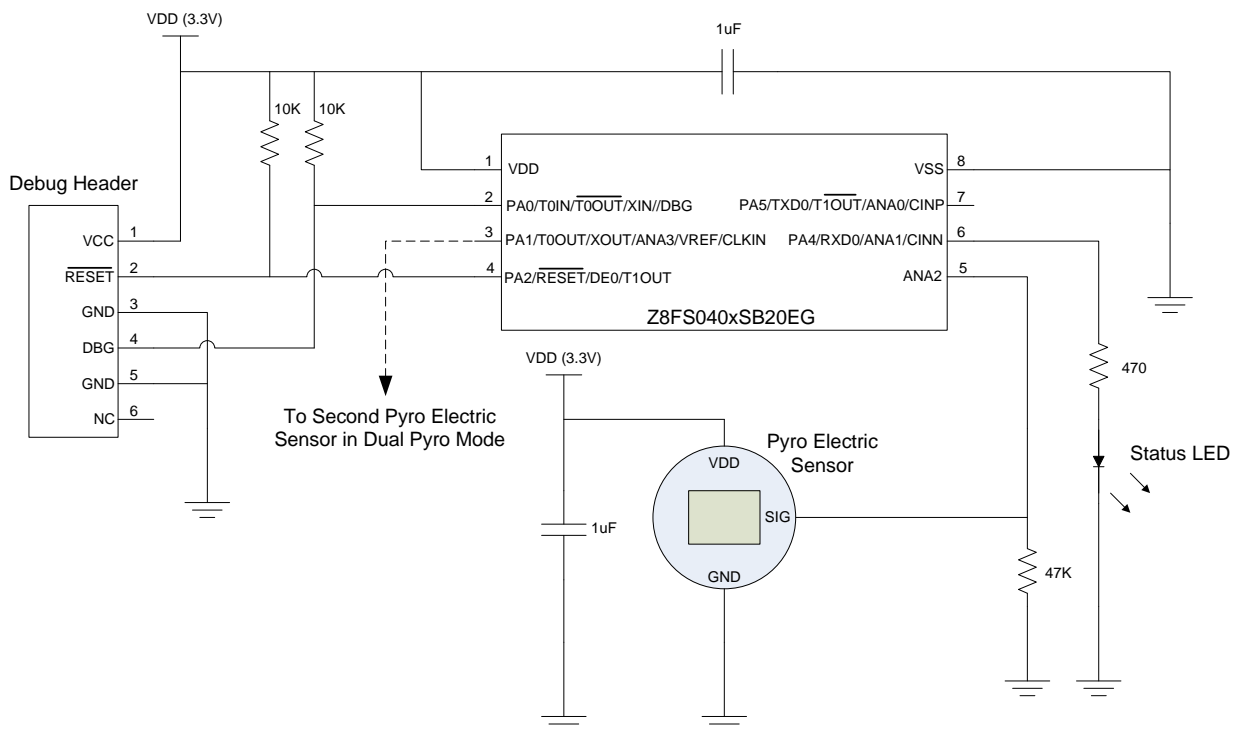 VDD (3.3V)
1uF
10K
10K
Debug Header
VCC 1
RESET 2
GND 3
DBG 4
GND 5
NC 6
1 VDD
2 PA0/T0IN/T0OUT/XIN//DBG
3 PA1/T0OUT/XOUT/ANA3/VREF/CLKIN
4 PA2/RESET/DE0/T1OUT
VSS 8
PA5/TXD0/T1OUT/ANA0/CINP 7
PA4/RXD0/ANA1/CINN 6
ANA2 5
Z8FS040xSB20EG
To Second Pyro Electric
Sensor in Dual Pyro Mode
VDD (3.3V)
1uF
Pyro Electric
Sensor
VDD
SIG
GND
470
Status LED
47K